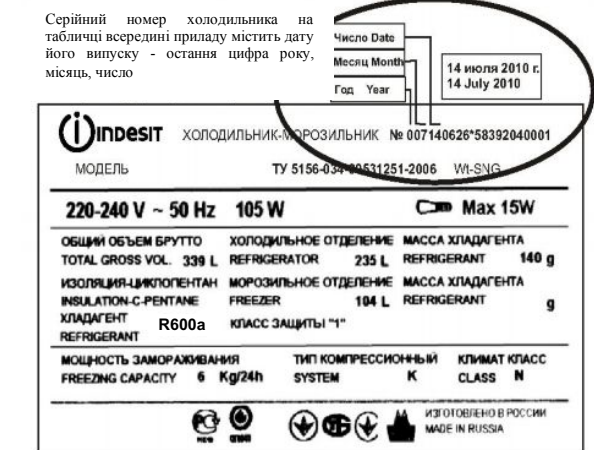 Серійний номер холодильника на
табличці всередині приладу містить дату
його випуску - остання цифра року,
місяць, число
Число Date
Месяц Month
Год Year
14 июля 2010 г.
14 July 2010
indesit ХОЛОДИЛЬНИК-МОРОЗИЛЬНИК № 007140626*58392040001
МОДЕЛЬ ТУ 5156-034-00531251-2006 Wt-SNG
220-240 V ~ 50 Hz 105 W Max 15W
ОБЩИЙ ОБЪЕМ БРУТТО ХОЛОДИЛЬНОЕ ОТДЕЛЕНИЕ МАССА ХЛАДАГЕНТА
TOTAL GROSS VOL. 339 L REFRIGERATOR 235 L REFRIGERANT 140 g
ИЗОЛЯЦИЯ-ЦИКЛОПЕНТАН МОРОЗИЛЬНОЕ ОТДЕЛЕНИЕ МАССА ХЛАДАГЕНТА
INSULATION-C-PENTANE FREEZER 104 L REFRIGERANT g
ХЛАДАГЕНТ R600a КЛАСС ЗАЩИТЫ "1"
REFRIGERANT
МОЩНОСТЬ ЗАМОРАЖИВАНИЯ ТИП КОМПРЕССИОННЫЙ КЛИМАТ КЛАСС
FREEZING CAPACITY 6 Kg/24h SYSTEM K CLASS N
ИЗГОТОВЛЕНО В РОССИИ
MADE IN RUSSIA